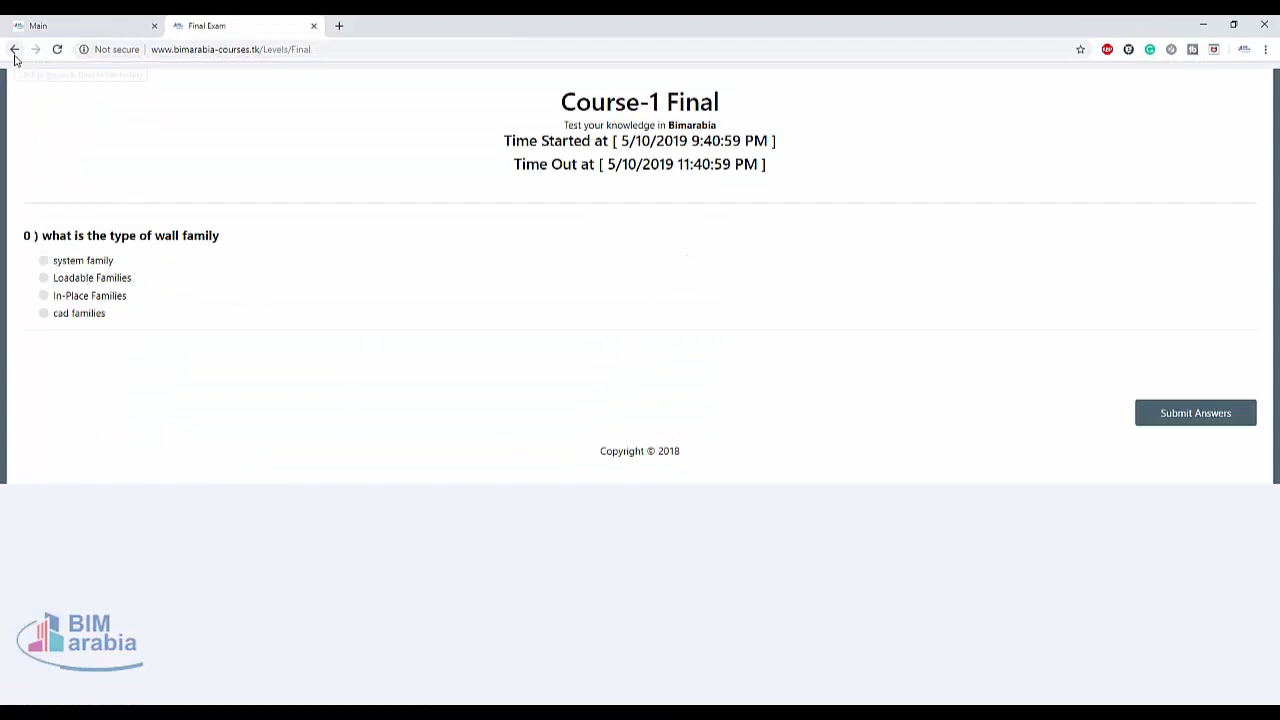 Main
Final Exam
Not secure
www.bimarabia-courses.tk/Levels/Final
Course-1 Final
Test your knowledge in Bimarabia
Time Started at [ 5/10/2019 9:40:59 PM ]
Time Out at [ 5/10/2019 11:40:59 PM ]
0 ) what is the type of wall family
system family
Loadable Families
In-Place Families
cad families
Submit Answers
Copyright © 2018
BIM
arabia